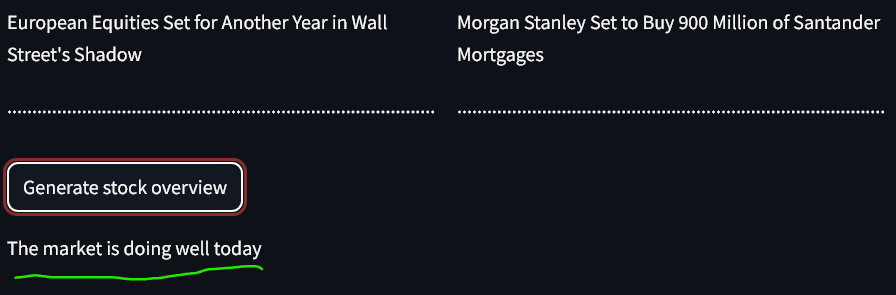 European Equities Set for Another Year in Wall
Street's Shadow
Morgan Stanley Set to Buy 900 Million of Santander
Mortgages
Generate stock overview
The market is doing well today